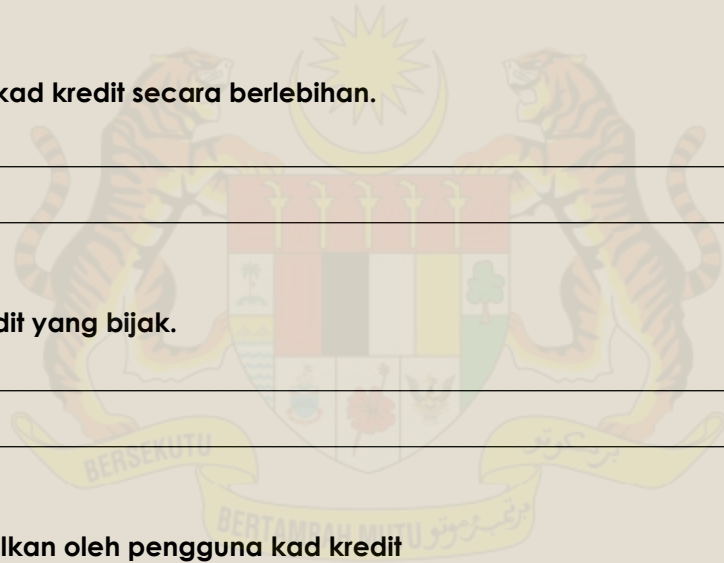 kad kredit secara berlebihan.
dit yang bijak.
BERSEKUTU
BERTAMBAH MUTU
lkan oleh pengguna kad kredit